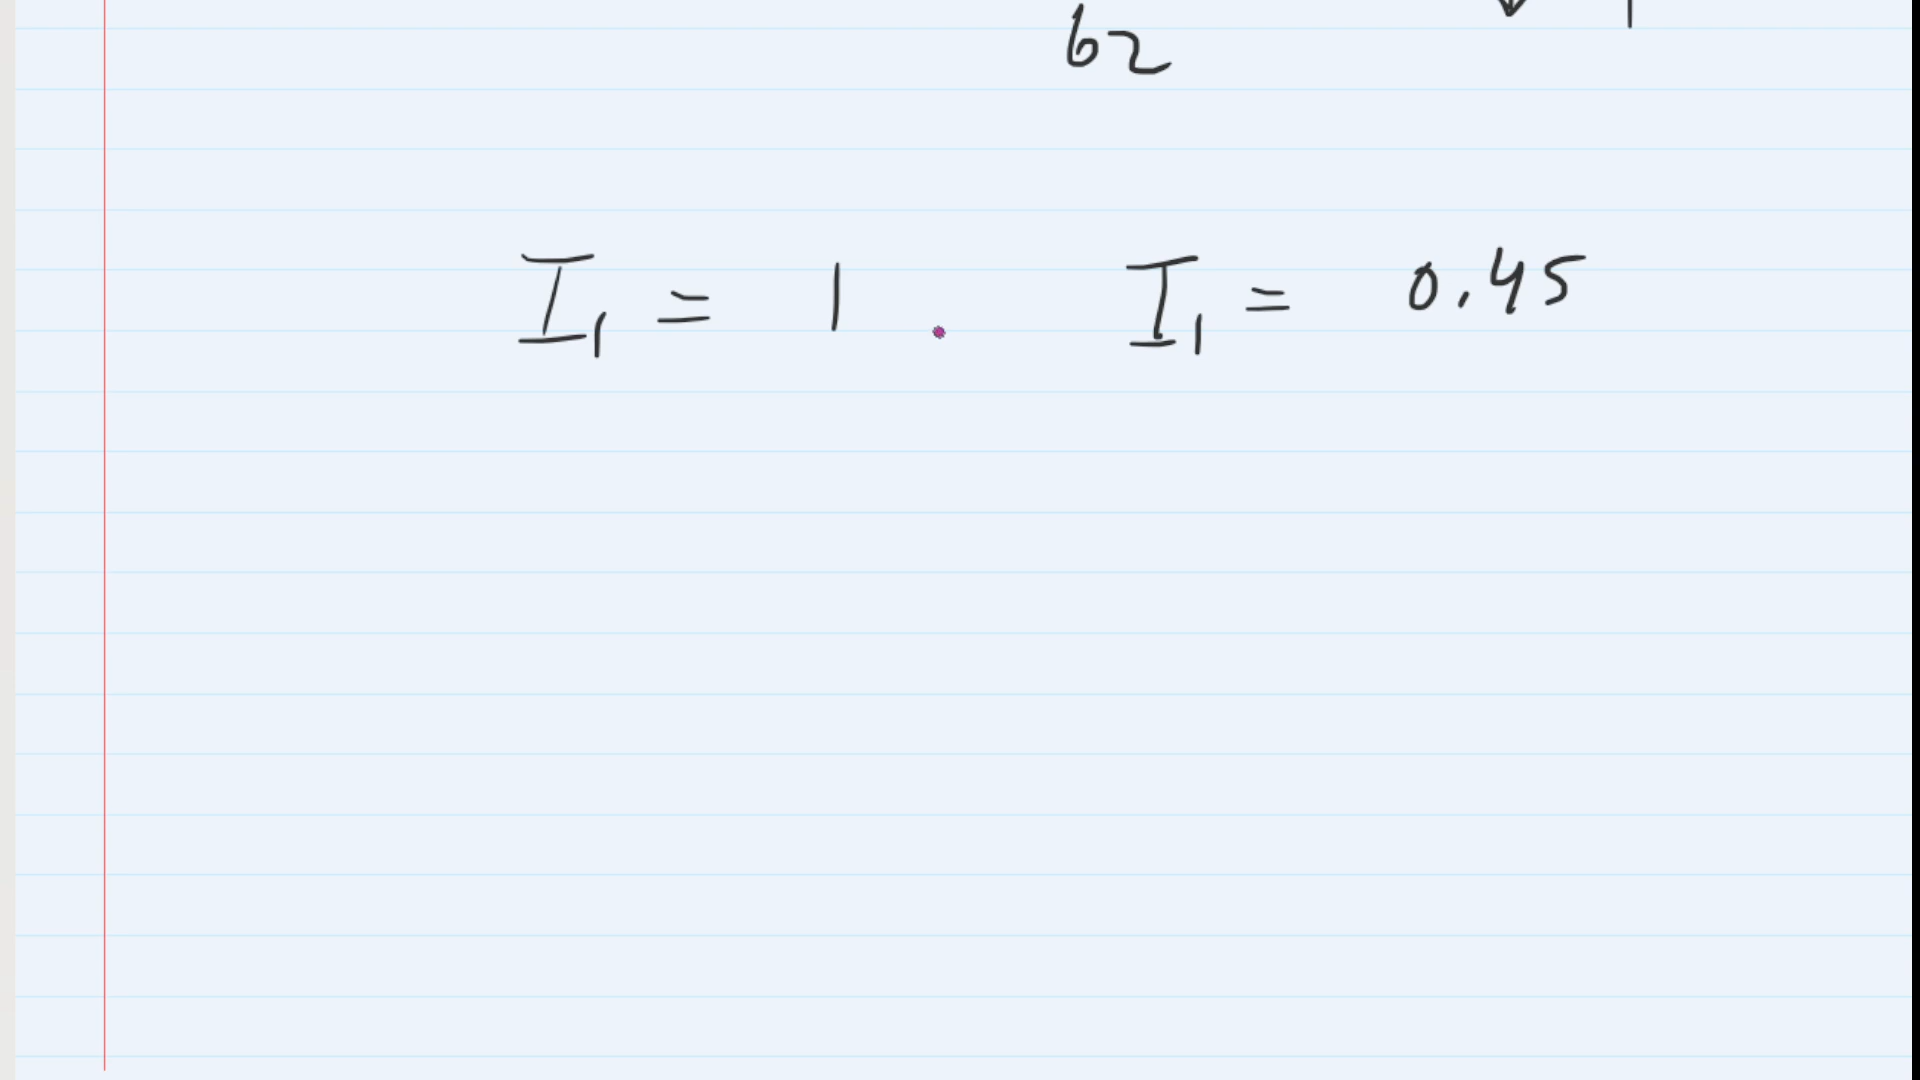 62
I₁ = 1 I₁ = 0.45